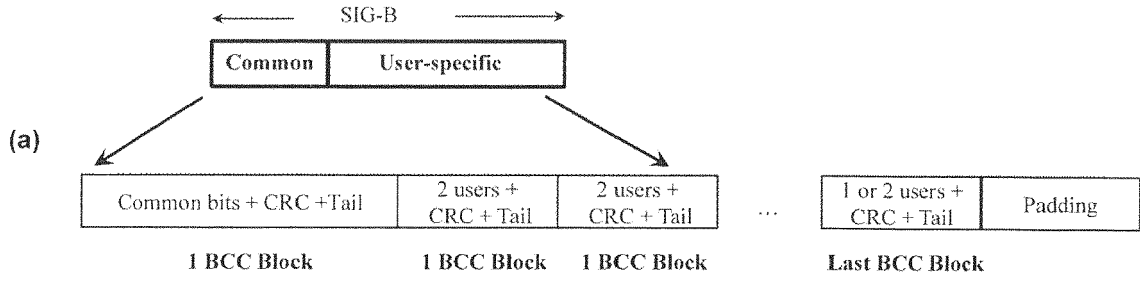 SIG-B
Common User-specific
(a)
Common bits + CRC +Tail
2 users +
CRC + Tail
2 users +
CRC + Tail
...
1 or 2 users +
CRC + Tail
Padding
1 BCC Block 1 BCC Block 1 BCC Block Last BCC Block